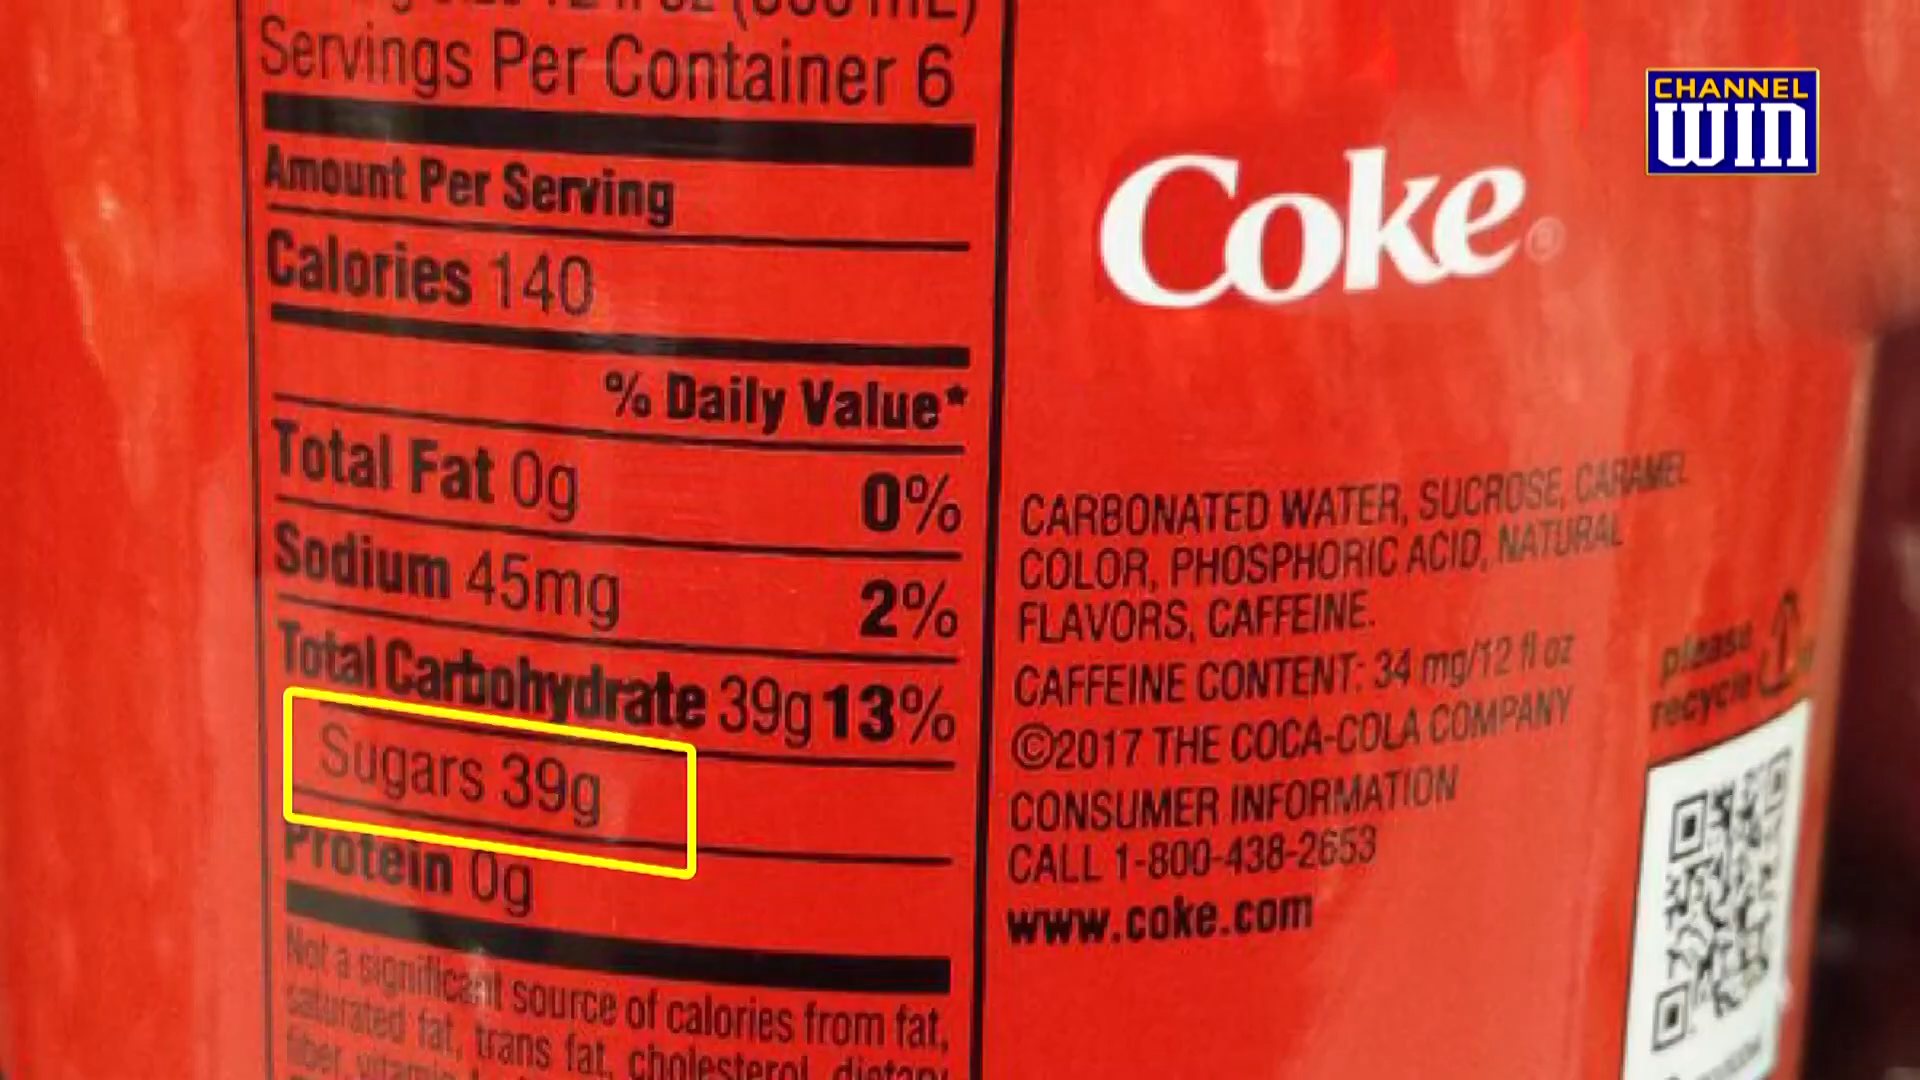 Servings Per Container 6
Amount Per Serving
Calories 140
% Daily Value*
Total Fat 0g 0%
Sodium 45mg 2%
Total Carbohydrate 39g 13%
Sugars 39g
Protein 0g
Not a significant source of calories from fat,
saturated fat, trans fat, cholesterol, dietary
fiber,
Coke®
CARBONATED WATER, SUCROSE, CARAMEL
COLOR, PHOSPHORIC ACID, NATURAL
FLAVORS, CAFFEINE.
CAFFEINE CONTENT: 34 mg/12 fl oz
©2017 THE COCA-COLA COMPANY
CONSUMER INFORMATION
CALL 1-800-438-2653
www.coke.com
please
recycle
CHANNEL
WIN